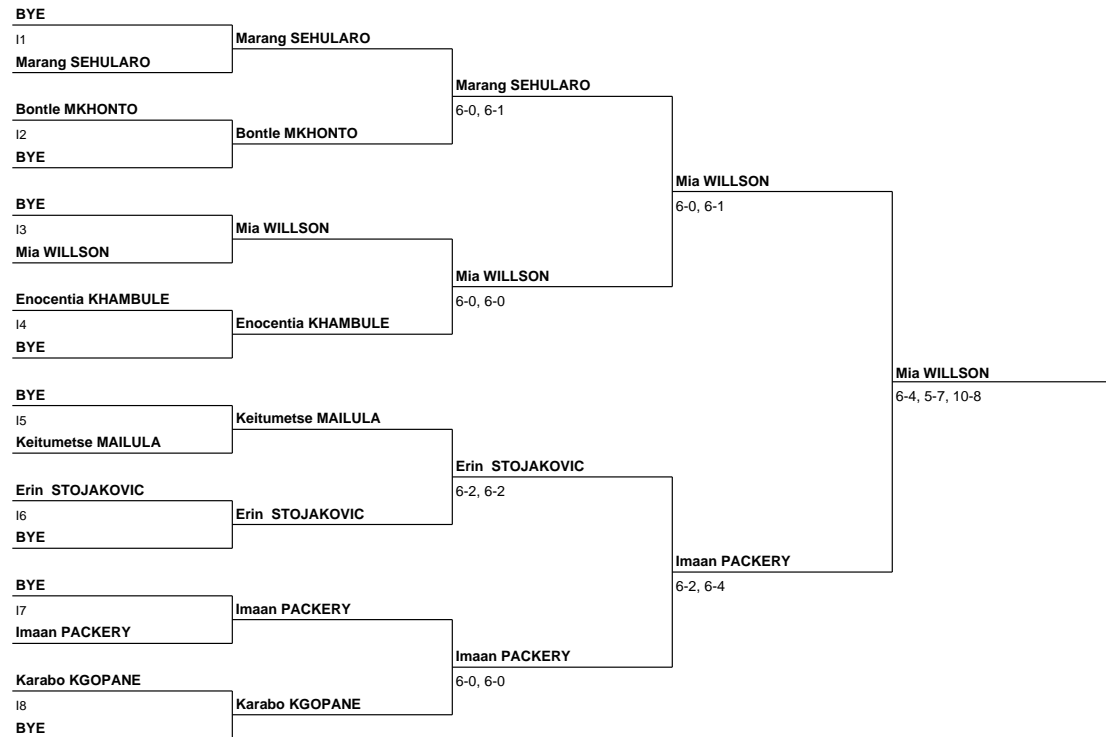 BYE
I1
Marang SEHULARO
Marang SEHULARO
Marang SEHULARO
6-0, 6-1
Bontle MKHONTO
I2
BYE
Bontle MKHONTO
Mia WILLSON
6-0, 6-1
BYE
I3
Mia WILLSON
Mia WILLSON
Mia WILLSON
6-0, 6-0
Enocentia KHAMBULE
I4
BYE
Enocentia KHAMBULE
Mia WILLSON
6-4, 5-7, 10-8
BYE
I5
Keitumetse MAILULA
Keitumetse MAILULA
Erin  STOJAKOVIC
6-2, 6-2
Erin  STOJAKOVIC
I6
BYE
Erin  STOJAKOVIC
Imaan PACKERY
6-2, 6-4
BYE
I7
Imaan PACKERY
Imaan PACKERY
Imaan PACKERY
6-0, 6-0
Karabo KGOPANE
I8
BYE
Karabo KGOPANE